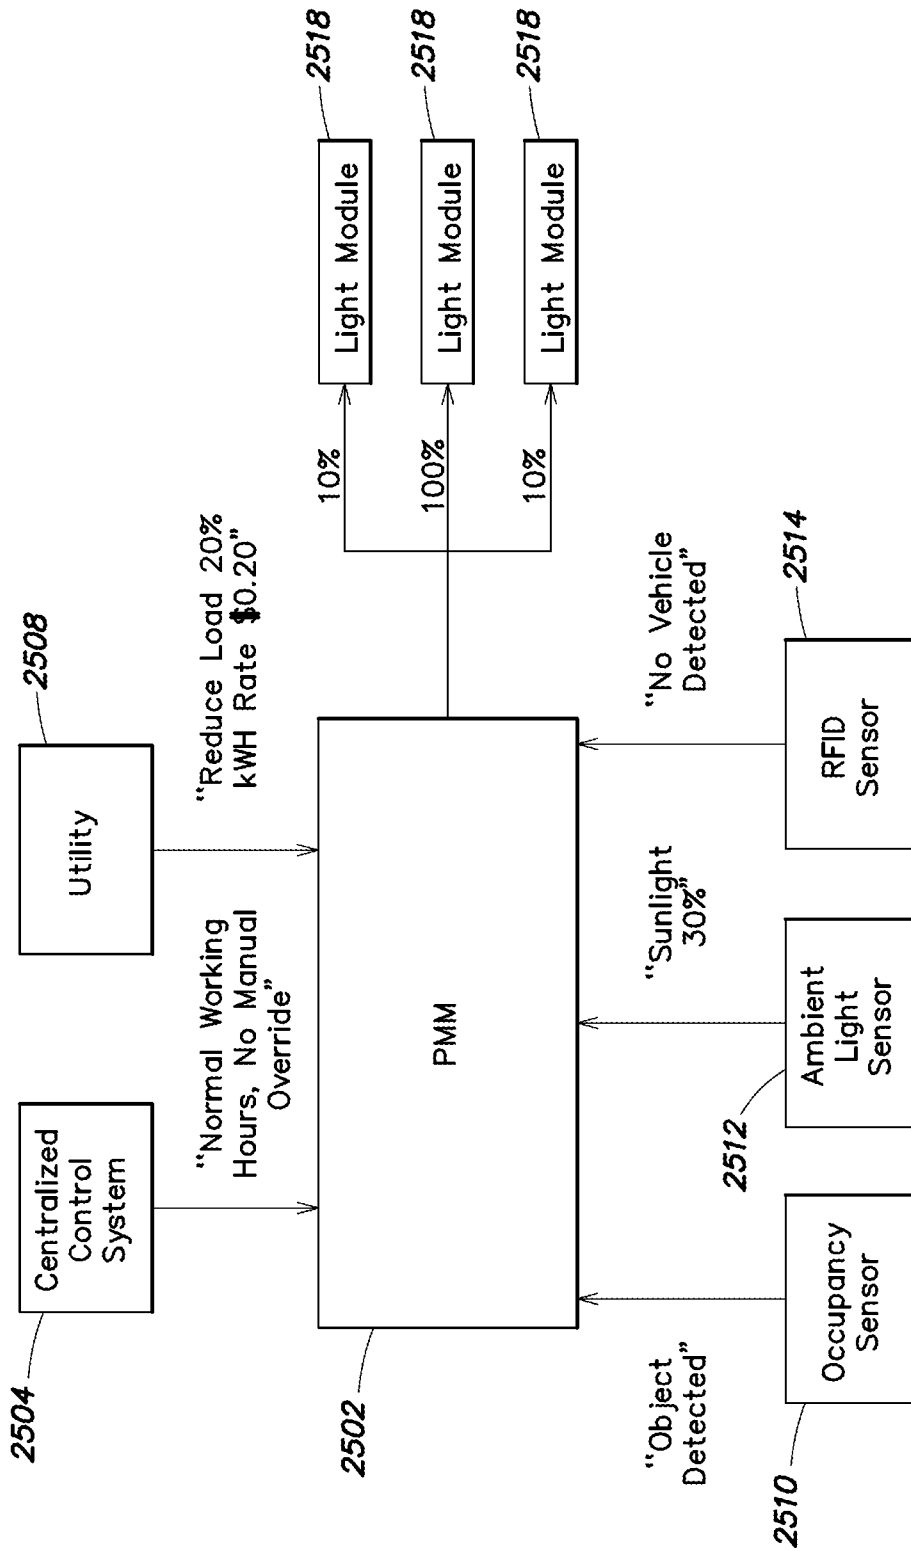 2504
Centralized
Control
System
2508
Utility
“Normal Working
Hours, No Manual
Override”
“Reduce Load 20%
kWH Rate $0.20”
2502
PMM
10%
100%
10%
Light Module
2518
Light Module
2518
Light Module
2518
“Object
Detected”
“Sunlight
30%”
“No Vehicle
Detected”
2510
Occupancy
Sensor
2512
Ambient
Light
Sensor
2514
RFID
Sensor